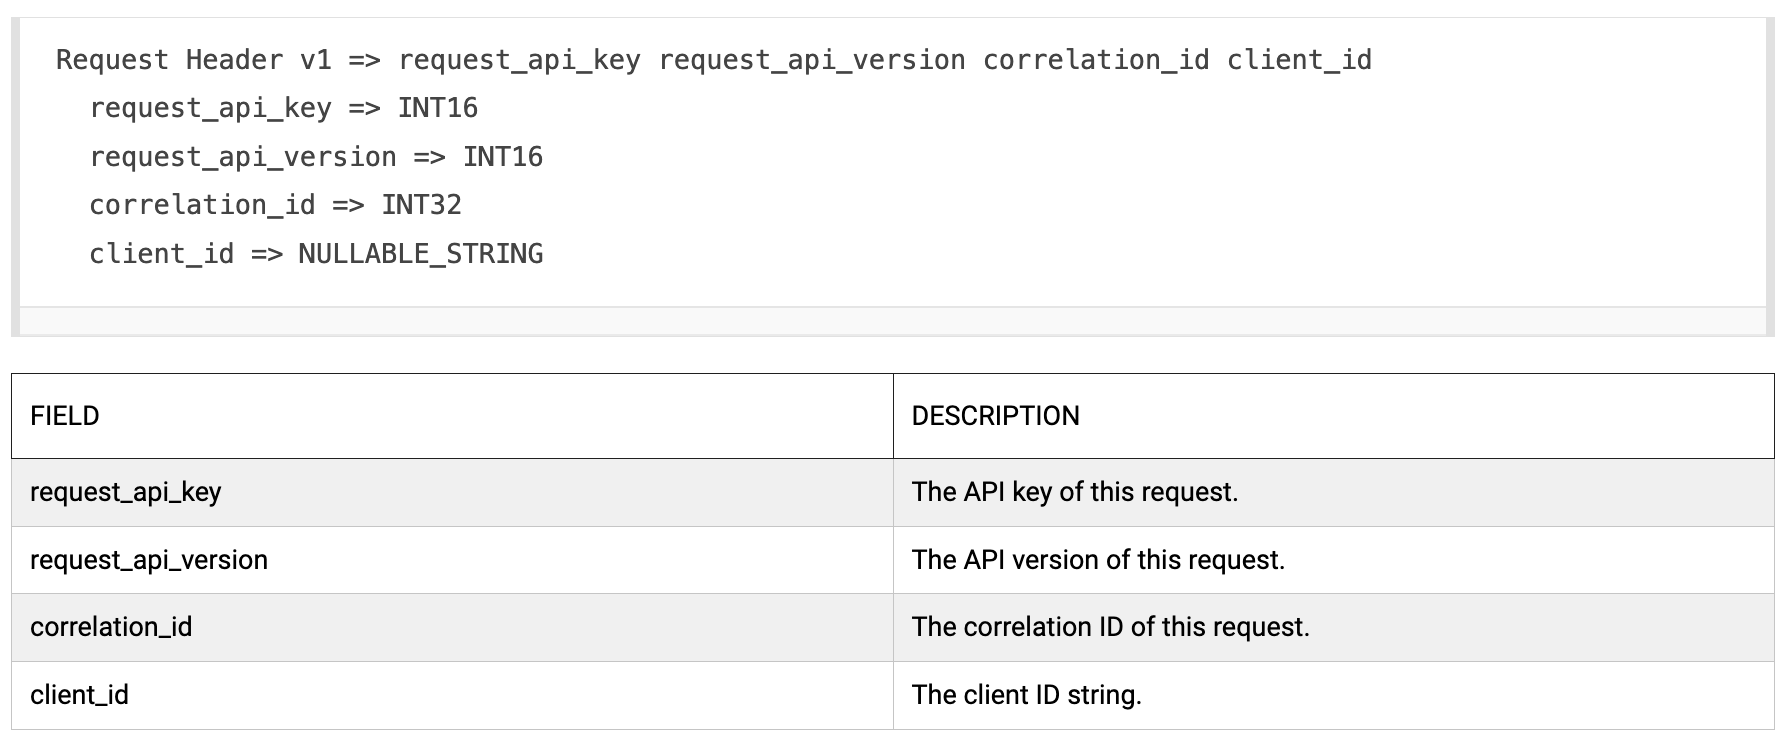 Request Header v1 => request_api_key request_api_version correlation_id client_id
request_api_key => INT16
request_api_version => INT16
correlation_id => INT32
client_id => NULLABLE_STRING
FIELD DESCRIPTION
request_api_key The API key of this request.
request_api_version The API version of this request.
correlation_id The correlation ID of this request.
client_id The client ID string.